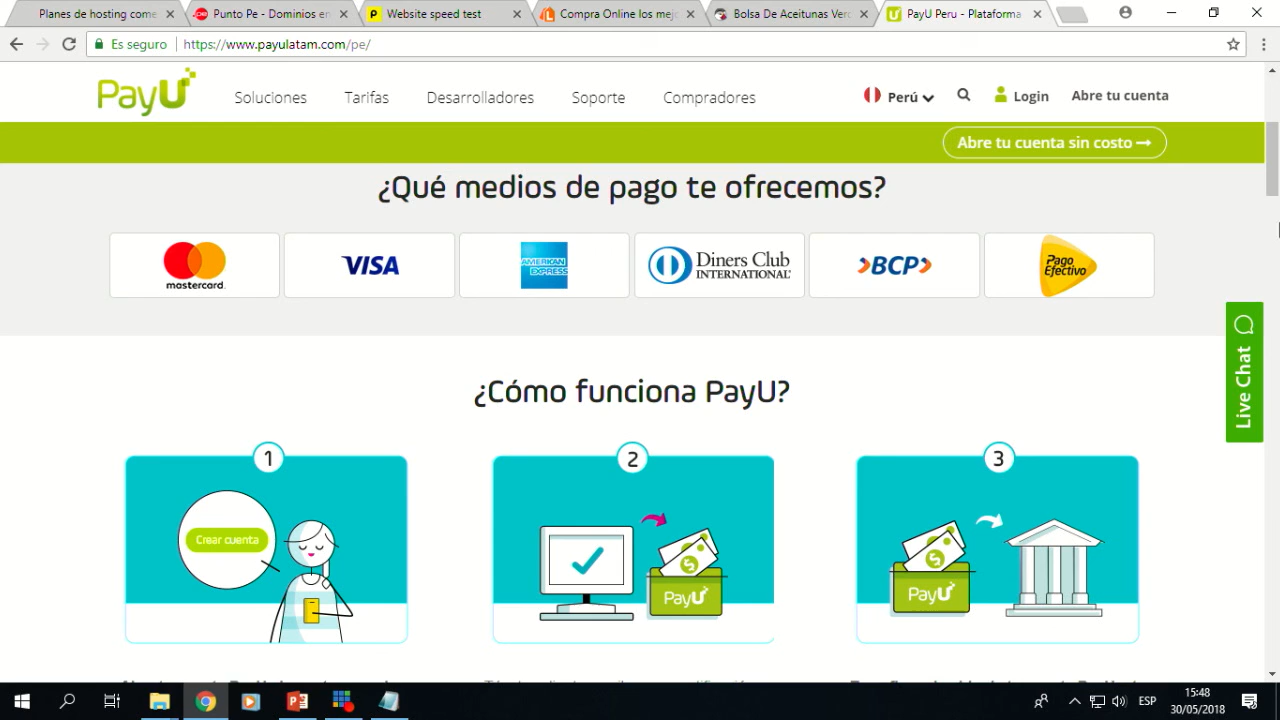 Planes de hosting come
Punto Pe - Dominios en
Website speed test
Compra Online los mej
Bolsa De Aceitunas Ver
PayU Peru - Plataforma
Es seguro
https://www.payulatam.com/pe/
PayU
Soluciones
Tarifas
Desarrolladores
Soporte
Compradores
Perú
Login
Abre tu cuenta
Abre tu cuenta sin costo
¿Qué medios de pago te ofrecemos?
mastercard.
VISA
AMERICAN
EXPRESS
Diners Club
INTERNATIONAL
BCP
Pago
Efectivo
Live Chat
¿Cómo funciona PayU?
1
2
3
Crear cuenta
PayU
PayU
ESP
15:48
30/05/2018